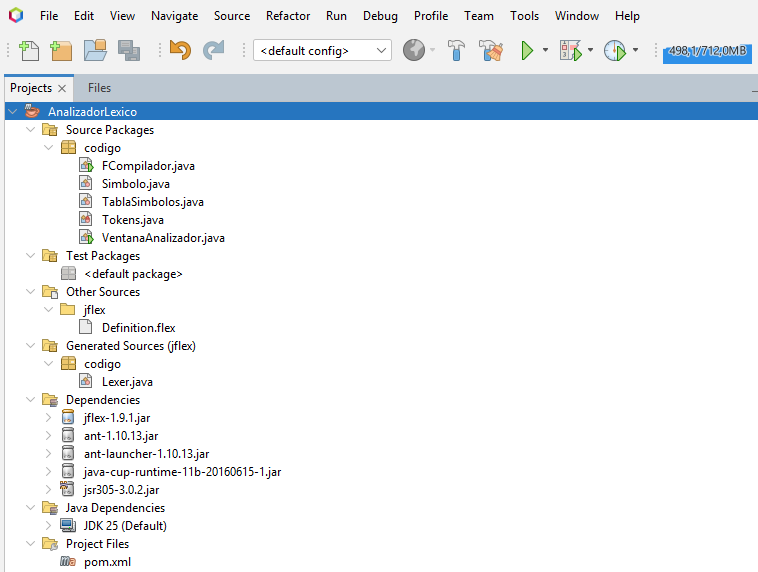 File Edit View Navigate Source Refactor Run Debug Profile Team Tools Window Help
<default config> 498,1/712,0MB
Projects Files
AnalizadorLexico
Source Packages
codigo
FCompilador.java
Simbolo.java
TablaSimbolos.java
Tokens.java
VentanaAnalizador.java
Test Packages
<default package>
Other Sources
jflex
Definition.flex
Generated Sources (jflex)
codigo
Lexer.java
Dependencies
jflex-1.9.1.jar
ant-1.10.13.jar
ant-launcher-1.10.13.jar
java-cup-runtime-11b-20160615-1.jar
jsr305-3.0.2.jar
Java Dependencies
JDK 25 (Default)
Project Files
pom.xml